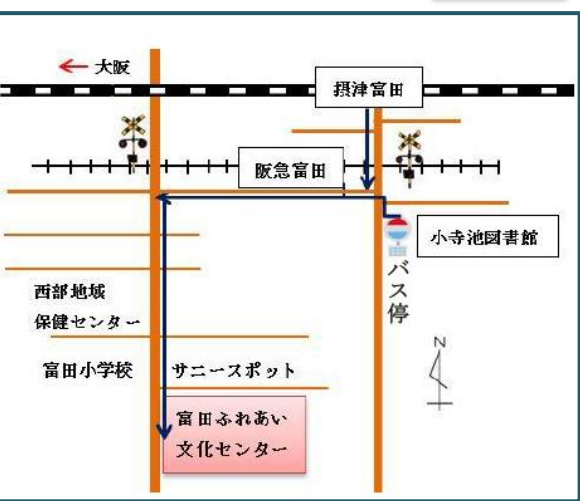 大阪
摂津富田
阪急富田
小寺池図書館
バス停
西部地域
保健センター
N
富田小学校
サニースポット
富田ふれあい
文化センター